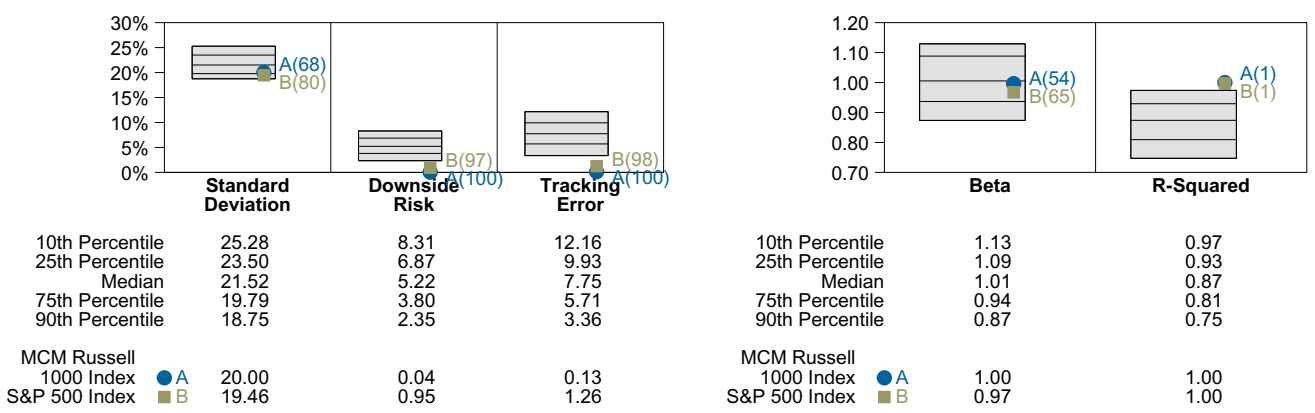 30%
25%
20%
15%
10%
5%
0%
A(68)
B(80)
B(97)
A(100)
B(98)
A(100)
Standard Deviation
Downside Risk
Tracking Error
10th Percentile 25.28 8.31 12.16
25th Percentile 23.50 6.87 9.93
Median 21.52 5.22 7.75
75th Percentile 19.79 3.80 5.71
90th Percentile 18.75 2.35 3.36
MCM Russell
1000 Index A 20.00 0.04 0.13
S&P 500 Index B 19.46 0.95 1.26
1.20
1.10
1.00
0.90
0.80
0.70
A(54)
B(65)
A(1)
B(1)
Beta
R-Squared
10th Percentile 1.13 0.97
25th Percentile 1.09 0.93
Median 1.01 0.87
75th Percentile 0.94 0.81
90th Percentile 0.87 0.75
MCM Russell
1000 Index A 1.00 1.00
S&P 500 Index B 0.97 1.00